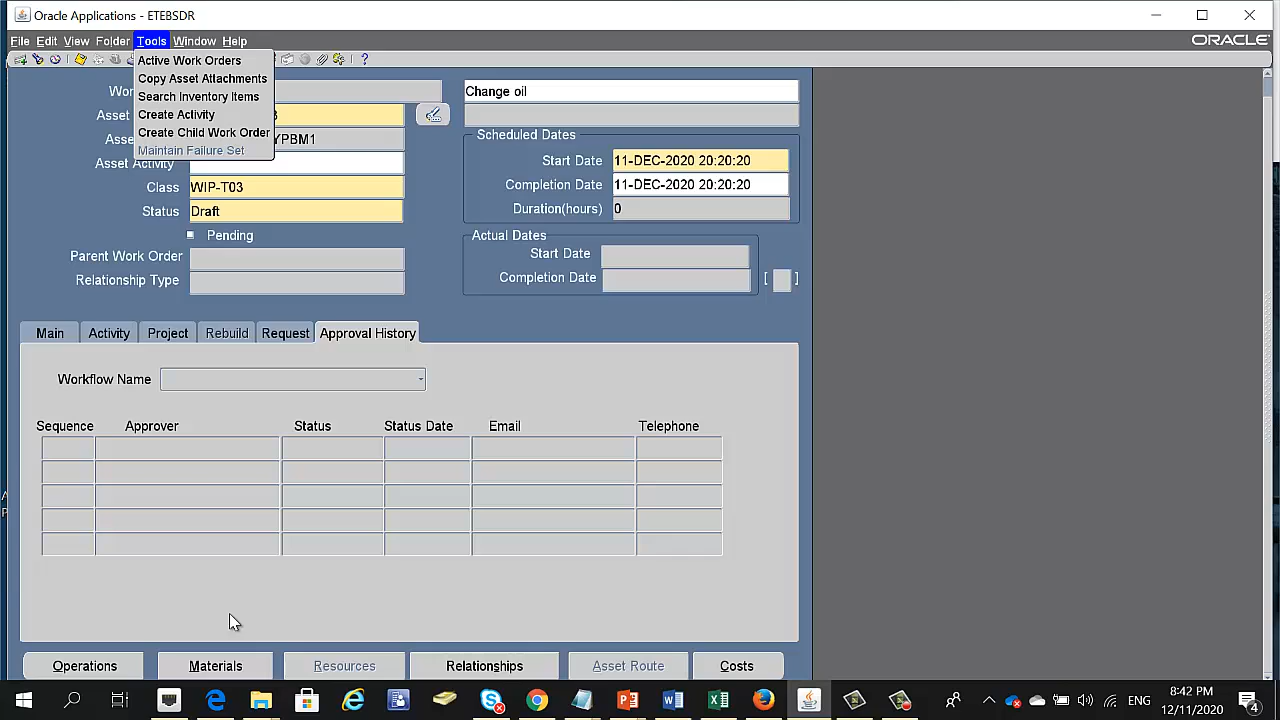 Oracle Applications - ETEBSDR
File Edit View Folder Tools Window Help
ORACLE
Active Work Orders
Copy Asset Attachments
Search Inventory Items
Create Activity
Create Child Work Order
Maintain Failure Set
Change oil
Asset
YPBM1
Asset Activity
Class WIP-T03
Status Draft
Pending
Parent Work Order
Relationship Type
Scheduled Dates
Start Date 11-DEC-2020 20:20:20
Completion Date 11-DEC-2020 20:20:20
Duration(hours) 0
Actual Dates
Start Date
Completion Date [ ]
Main Activity Project Rebuild Request Approval History
Workflow Name
Sequence Approver Status Status Date Email Telephone
Operations Materials Resources Relationships Asset Route Costs
ENG
8:42 PM
12/11/2020
4